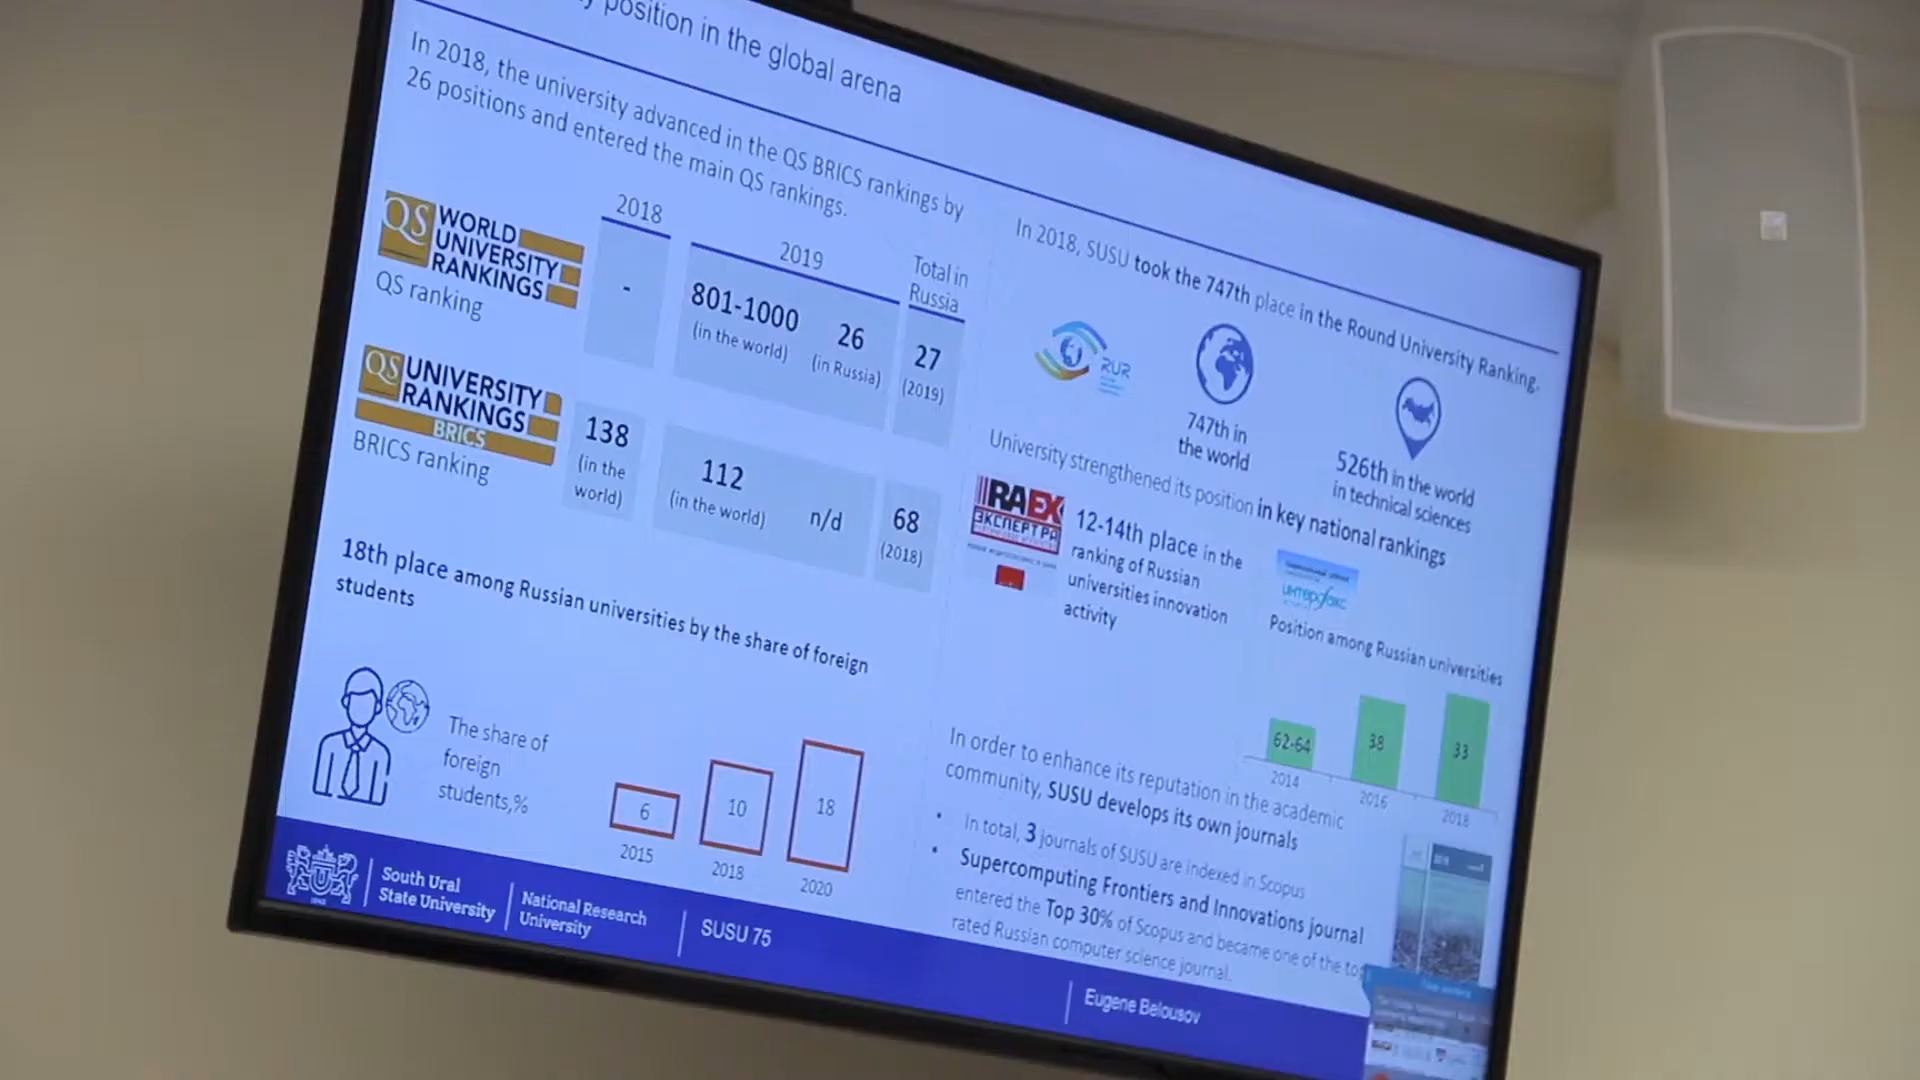 position in the global arena
In 2018, the university advanced in the QS BRICS rankings by
26 positions and entered the main QS rankings.
2018
2019
Total in
Russia
QS WORLD
UNIVERSITY
RANKINGS
QS ranking
-
801-1000
(in the world)
26
(in Russia)
27
(2019)
QS UNIVERSITY
RANKINGS
BRICS
BRICS ranking
138
(in the
world)
112
(in the world)
n/d
68
(2018)
18th place among Russian universities by the share of foreign
students
The share of
foreign
students,%
6
10
18
2015
2018
2020
In 2018, SUSU took the 747th place in the Round University Ranking.
RUR
747th in
the world
526th in the world
in technical sciences
University strengthened its position in key national rankings
RAEX
ЭКСПЕРТ РА
12-14th place in the
ranking of Russian
universities innovation
activity
интерфакс
Position among Russian universities
62-64
38
33
2014
2016
2018
In order to enhance its reputation in the academic
community, SUSU develops its own journals
• In total, 3 journals of SUSU are indexed in Scopus
• Supercomputing Frontiers and Innovations journal
entered the Top 30% of Scopus and became one of the top
rated Russian computer science journal.
South Ural
State University
National Research
University
SUSU 75
Eugene Belousov